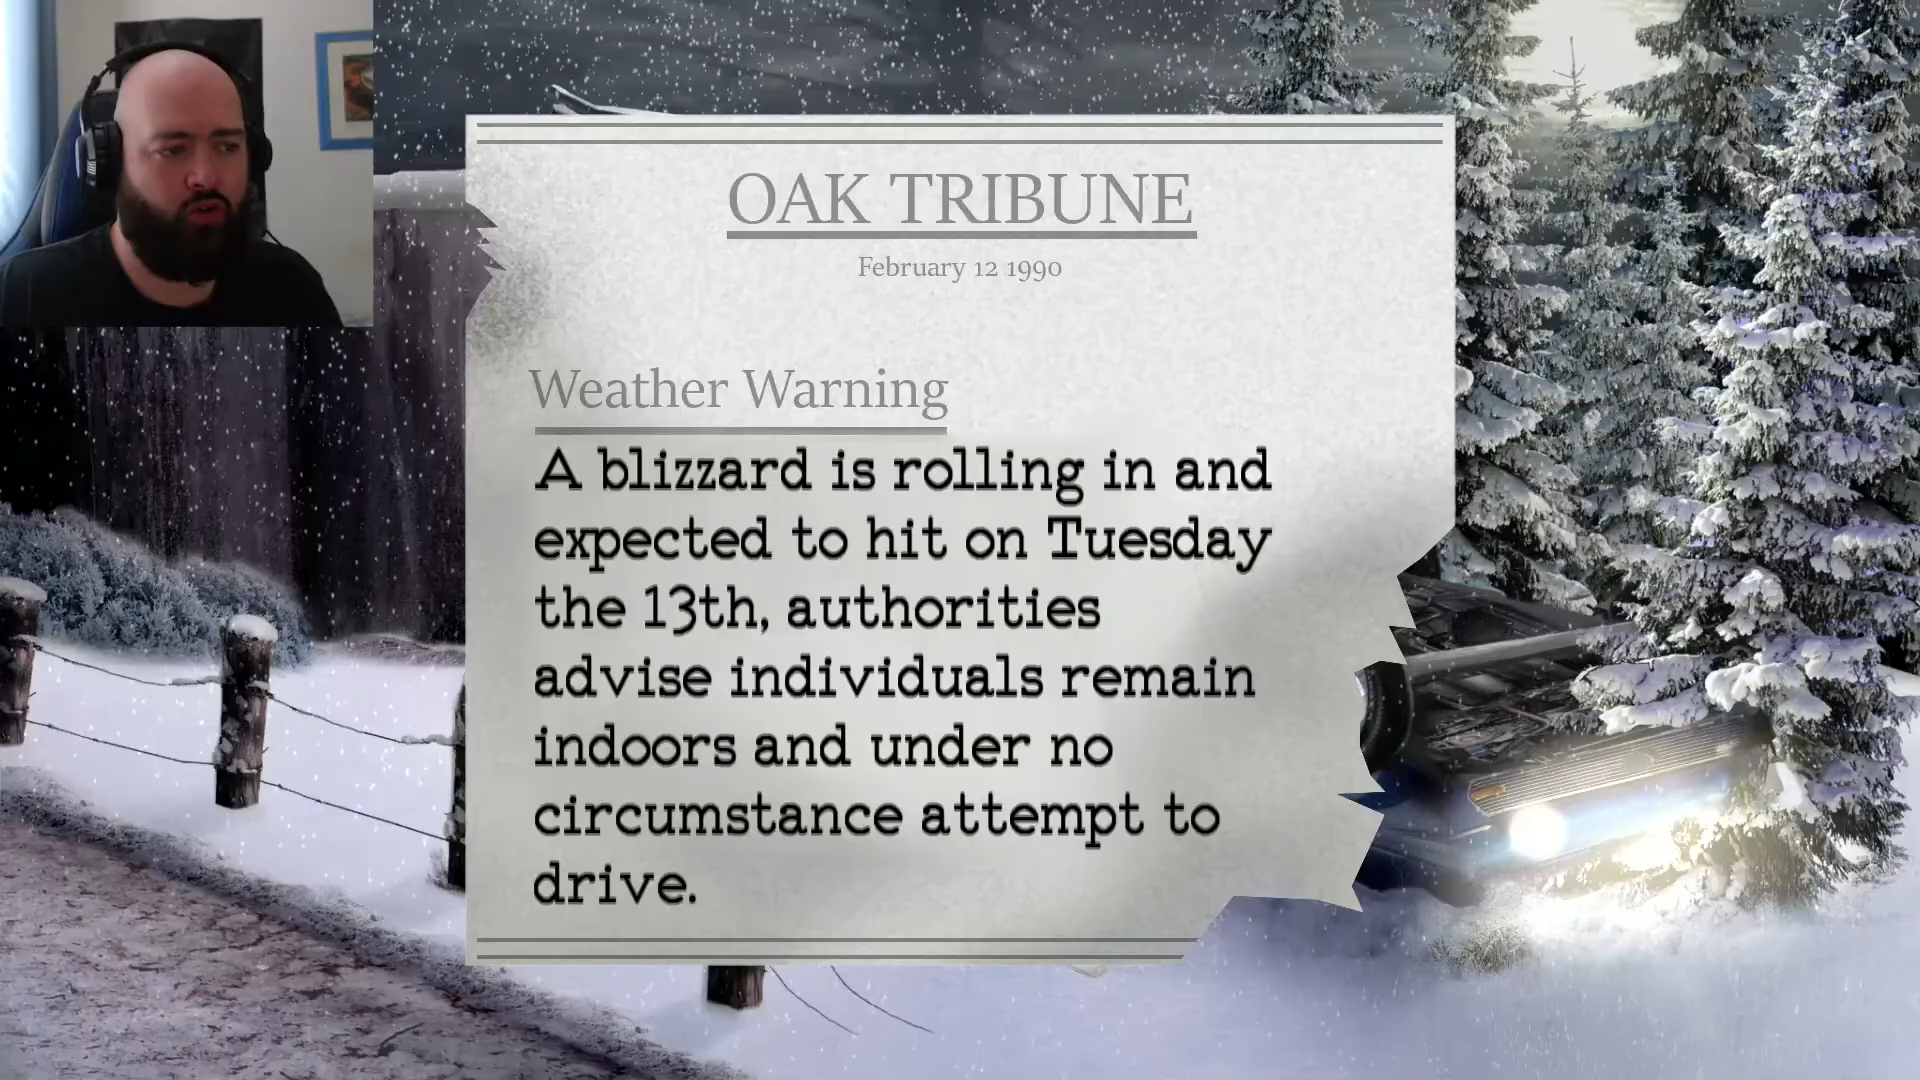 OAK TRIBUNE
February 12 1990
Weather Warning
A blizzard is rolling in and
expected to hit on Tuesday
the 13th, authorities
advise individuals remain
indoors and under no
circumstance attempt to
drive.